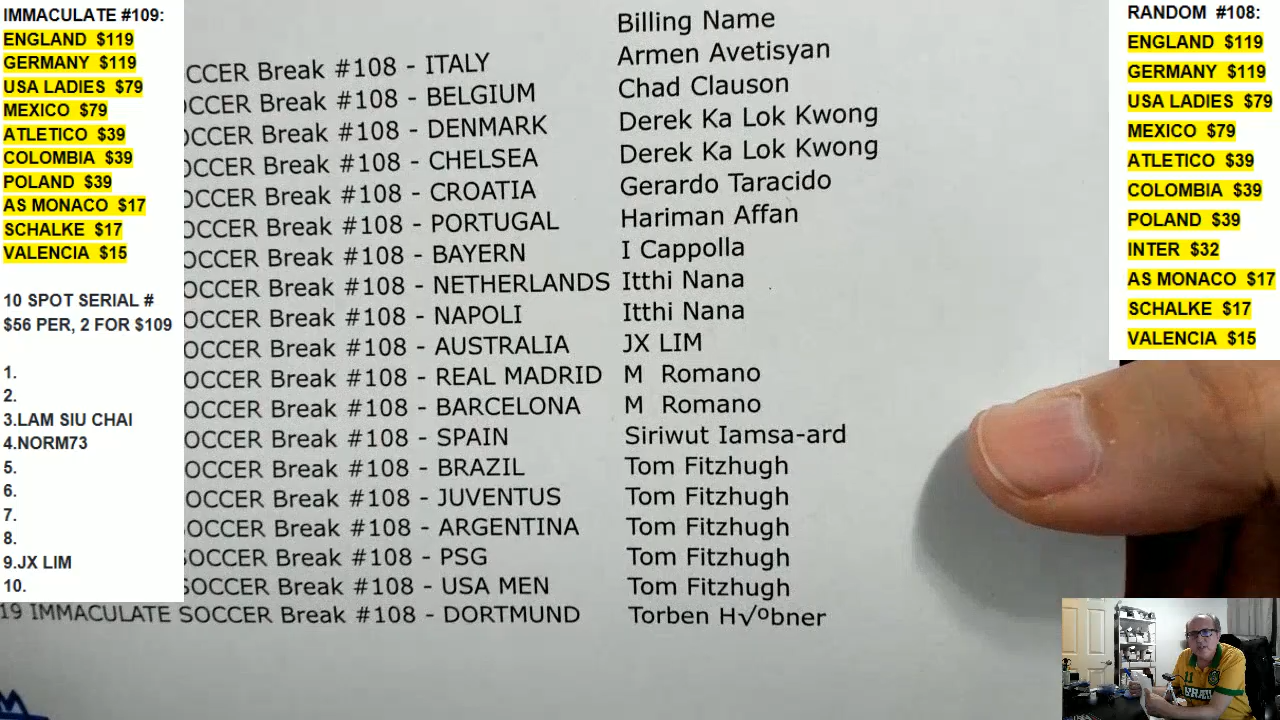 IMMACULATE #109:
ENGLAND $119
GERMANY $119
USA LADIES $79
MEXICO $79
ATLETICO $39
COLOMBIA $39
POLAND $39
AS MONACO $17
SCHALKE $17
VALENCIA $15
10 SPOT SERIAL #
$56 PER, 2 FOR $109
1.
2.
3.LAM SIU CHAI
4.NORM73
5.
6.
7.
8.
9.JX LIM
10.
Billing Name
OCCER Break #108 - ITALY Armen Avetisyan
OCCER Break #108 - BELGIUM Chad Clauson
OCCER Break #108 - DENMARK Derek Ka Lok Kwong
OCCER Break #108 - CHELSEA Derek Ka Lok Kwong
OCCER Break #108 - CROATIA Gerardo Taracido
OCCER Break #108 - PORTUGAL Hariman Affan
OCCER Break #108 - BAYERN I Cappolla
OCCER Break #108 - NETHERLANDS Itthi Nana
OCCER Break #108 - NAPOLI Itthi Nana
OCCER Break #108 - AUSTRALIA JX LIM
OCCER Break #108 - REAL MADRID M Romano
OCCER Break #108 - BARCELONA M Romano
OCCER Break #108 - SPAIN Siriwut Iamsa-ard
OCCER Break #108 - BRAZIL Tom Fitzhugh
OCCER Break #108 - JUVENTUS Tom Fitzhugh
SOCCER Break #108 - ARGENTINA Tom Fitzhugh
SOCCER Break #108 - PSG Tom Fitzhugh
SOCCER Break #108 - USA MEN Tom Fitzhugh
19 IMMACULATE SOCCER Break #108 - DORTMUND Torben H√ºbner
RANDOM #108:
ENGLAND $119
GERMANY $119
USA LADIES $79
MEXICO $79
ATLETICO $39
COLOMBIA $39
POLAND $39
INTER $32
AS MONACO $17
SCHALKE $17
VALENCIA $15